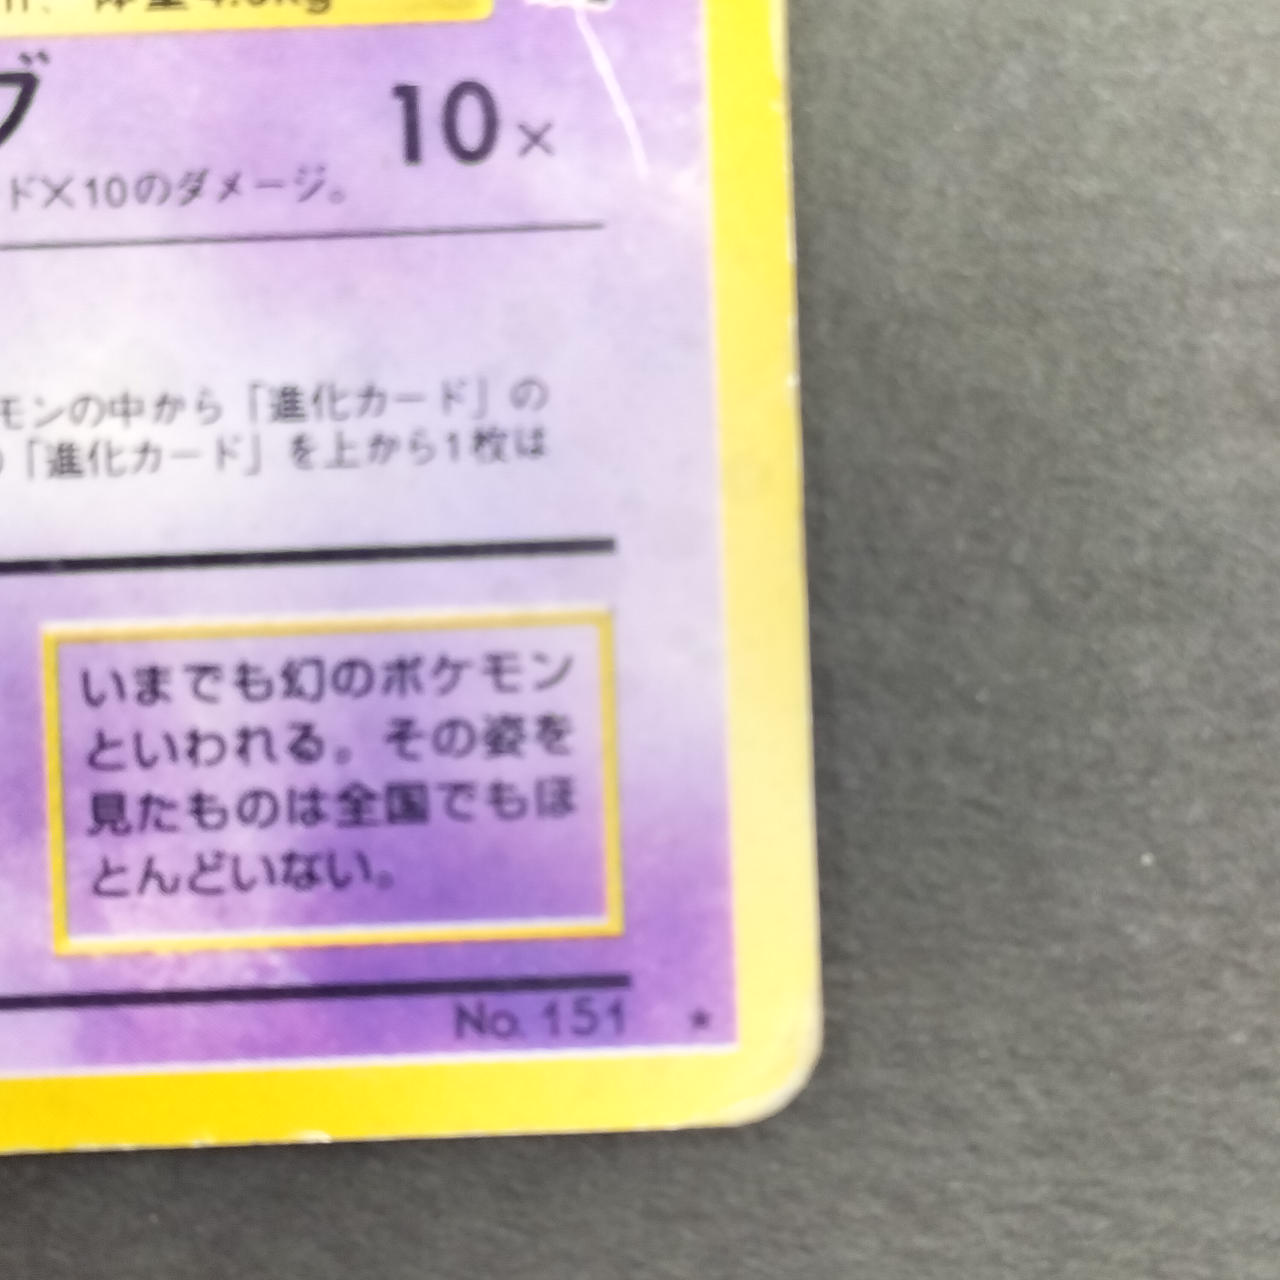 ブ 10×
ド×10のダメージ。
モンの中から「進化カード」の
「進化カード」を上から1枚は
いまでも幻のポケモン
といわれる。その姿を
見たものは全国でもほ
とんどいない。
No. 151 ★